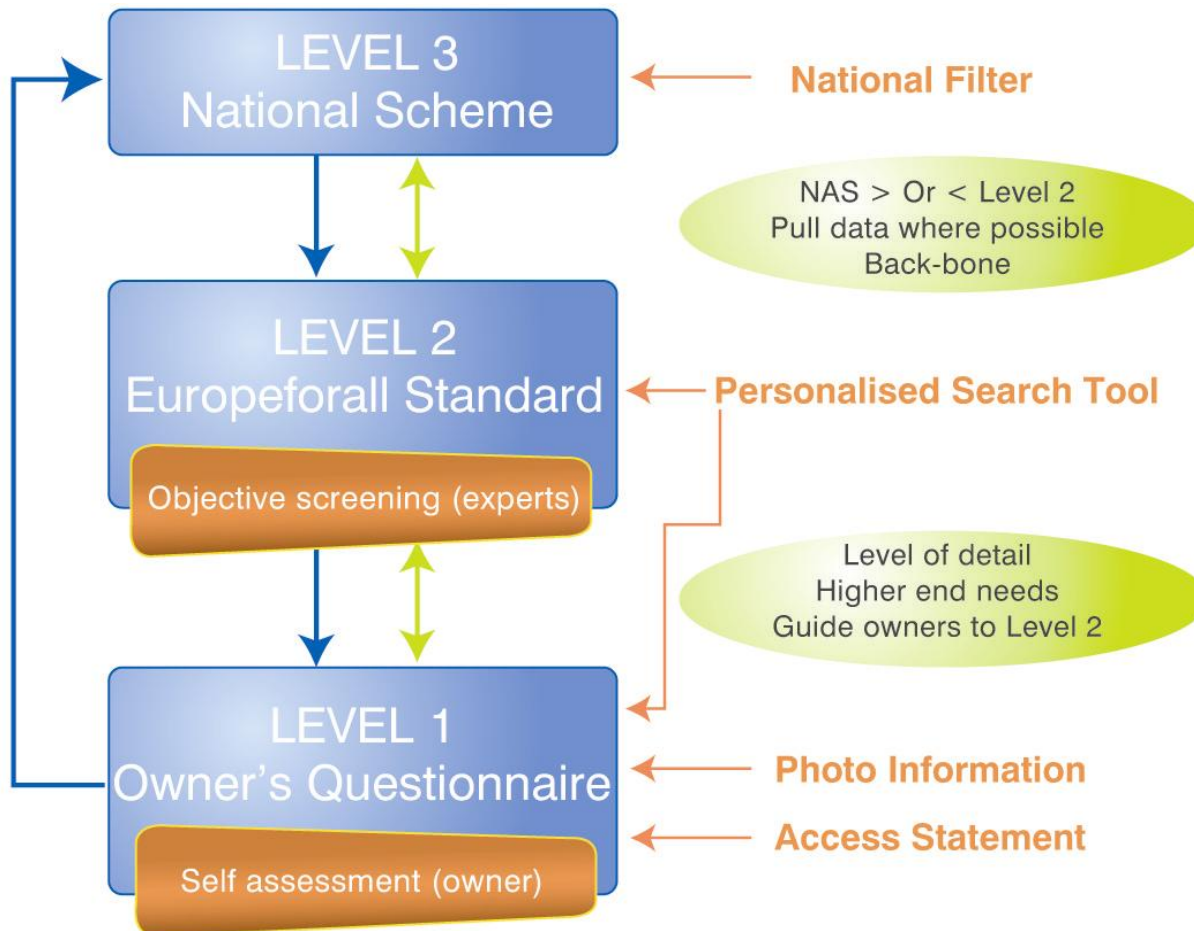 LEVEL 3
National Scheme
National Filter
NAS > Or < Level 2
Pull data where possible
Back-bone
LEVEL 2
Europeforall Standard
Personalised Search Tool
Objective screening (experts)
Level of detail
Higher end needs
Guide owners to Level 2
LEVEL 1
Owner’s Questionnaire
Photo Information
Access Statement
Self assessment (owner)